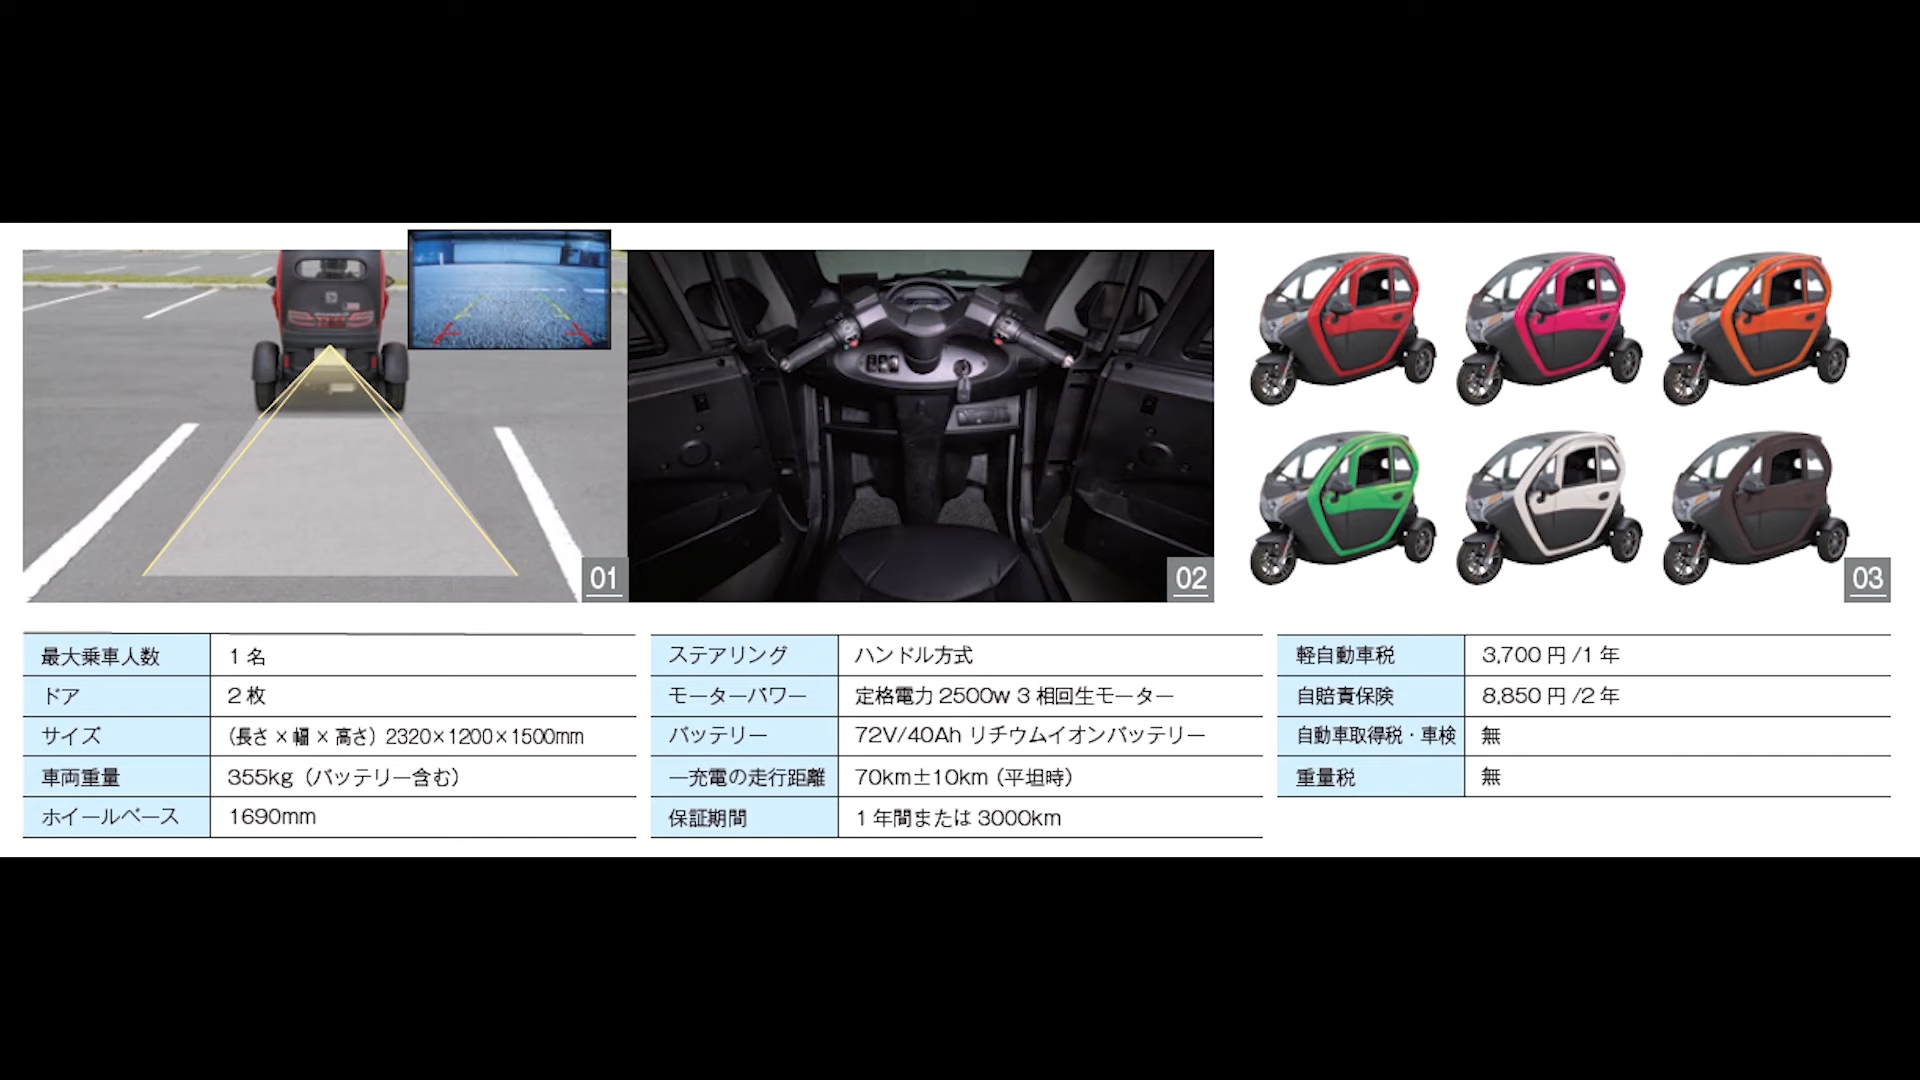 01
02
03
最大乗車人数 1名
ドア 2枚
サイズ (長さ×幅×高さ) 2320×1200×1500mm
車両重量 355kg(バッテリー含む)
ホイールベース 1690mm
ステアリング ハンドル方式
モーターパワー 定格電力2500w 3相回生モーター
バッテリー 72V/40Ah リチウムイオンバッテリー
一充電の走行距離 70km±10km(平坦時)
保証期間 1年間または3000km
軽自動車税 3,700円/1年
自賠責保険 8,850円/2年
自動車取得税・車検 無
重量税 無